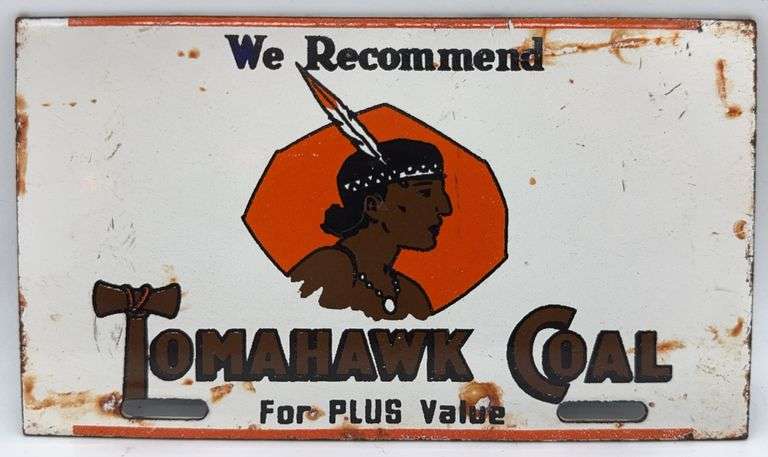 We Recommend
TOMAHAWK COAL
For PLUS Value